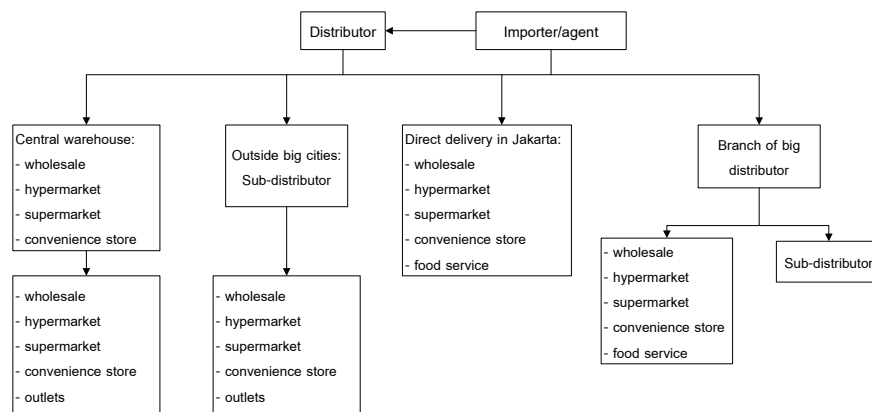 Distributor
Importer/agent
Central warehouse:
- wholesale
- hypermarket
- supermarket
- convenience store
Outside big cities:
Sub-distributor
Direct delivery in Jakarta:
- wholesale
- hypermarket
- supermarket
- convenience store
- food service
Branch of big
distributor
- wholesale
- hypermarket
- supermarket
- convenience store
- outlets
- wholesale
- hypermarket
- supermarket
- convenience store
- outlets
- wholesale
- hypermarket
- supermarket
- convenience store
- food service
Sub-distributor